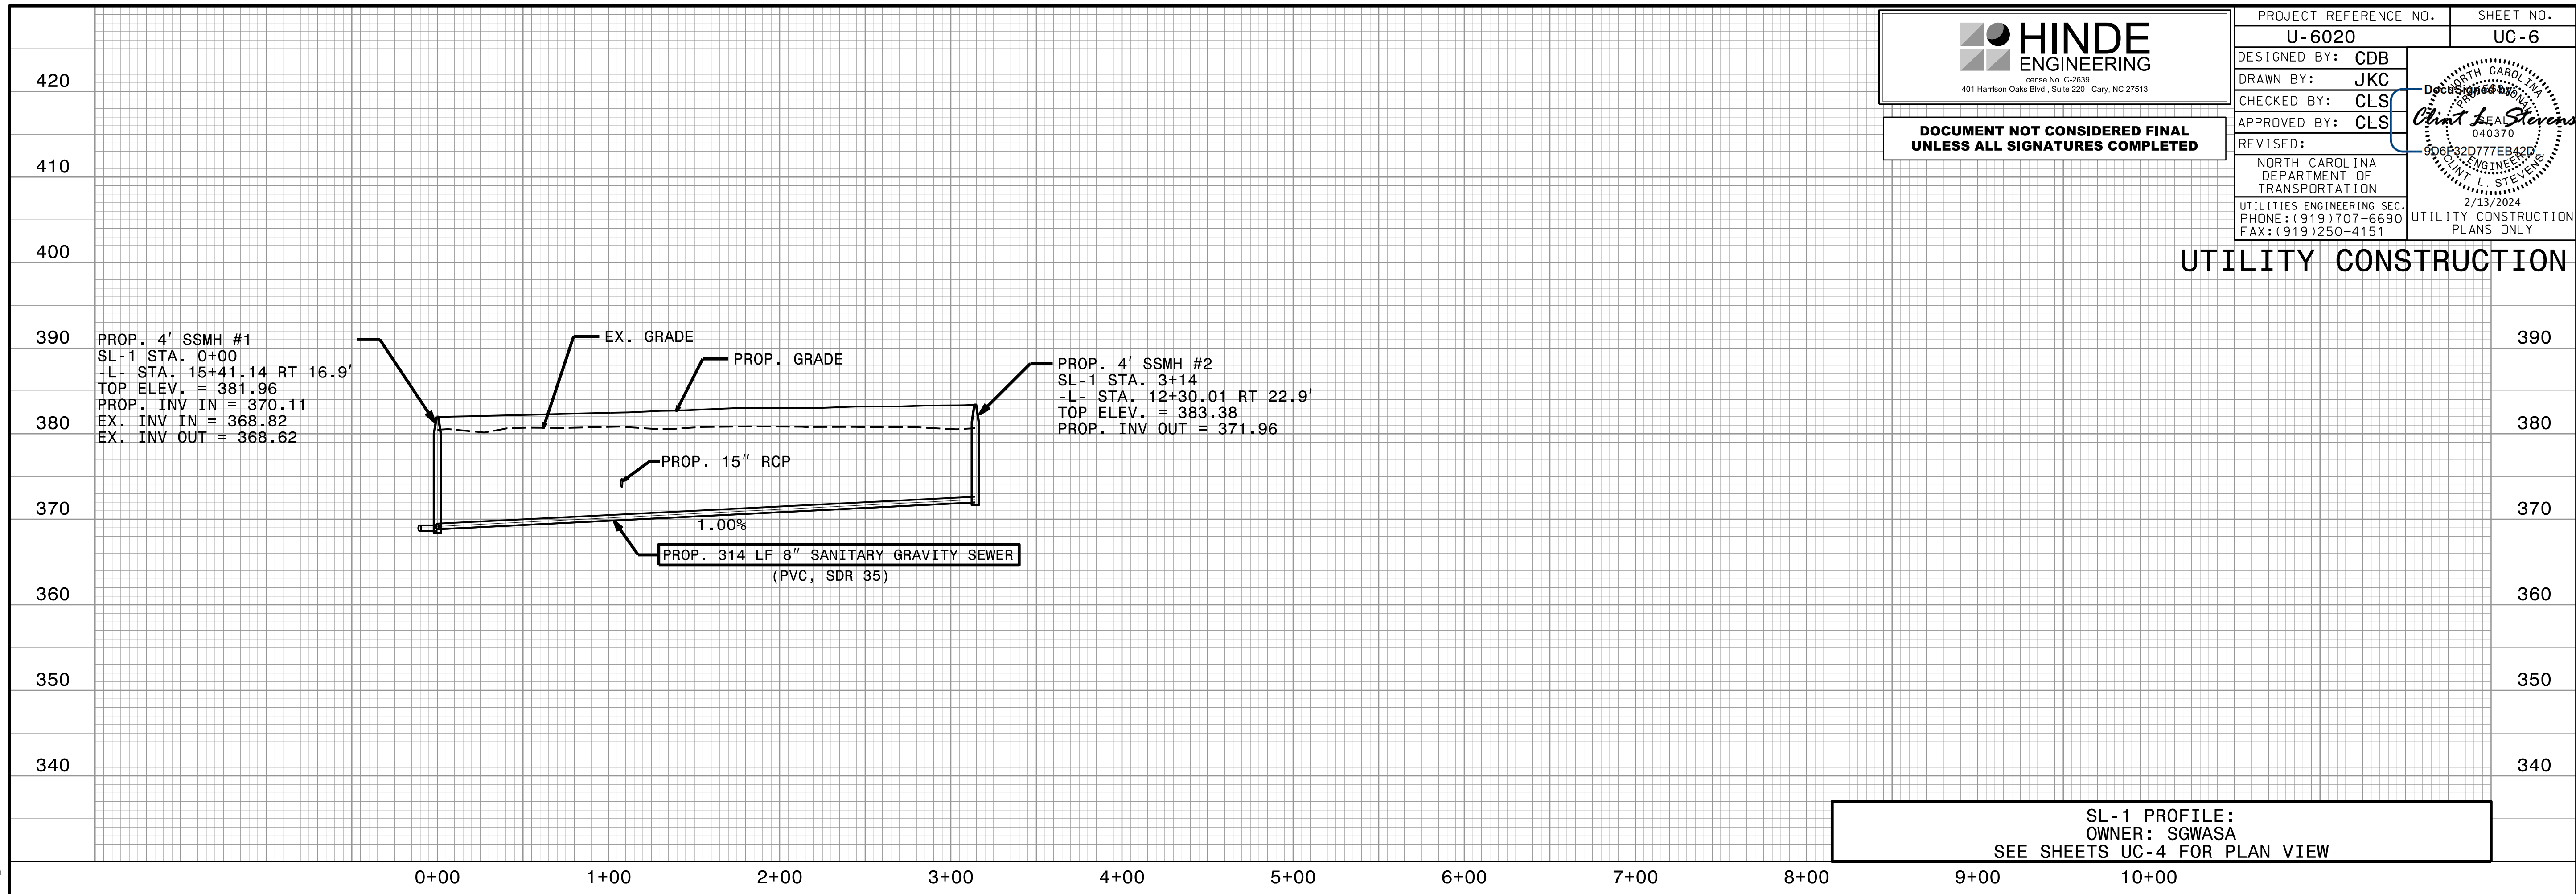 HINDE
ENGINEERING
License No. C-2639
401 Harrison Oaks Blvd., Suite 220 Cary, NC 27513
DOCUMENT NOT CONSIDERED FINAL
UNLESS ALL SIGNATURES COMPLETED
PROJECT REFERENCE NO. SHEET NO.
U-6020 UC-6
DESIGNED BY: CDB
DRAWN BY: JKC
CHECKED BY: CLS
APPROVED BY: CLS
REVISED:
NORTH CAROLINA
DEPARTMENT OF
TRANSPORTATION
UTILITIES ENGINEERING SEC.
PHONE:(919)707-6690
FAX:(919)250-4151
NORTH CAROLINA
PROFESSIONAL
DocuSigned by:
Clint L. Stevens
SEAL
040370
9D6F32D777EB42D
ENGINEER
CLINT L. STEVENS
2/13/2024
UTILITY CONSTRUCTION
PLANS ONLY
UTILITY CONSTRUCTION
420
410
400
390
380
370
360
350
340
PROP. 4' SSMH #1
SL-1 STA. 0+00
-L- STA. 15+41.14 RT 16.9'
TOP ELEV. = 381.96
PROP. INV IN = 370.11
EX. INV IN = 368.82
EX. INV OUT = 368.62
EX. GRADE
PROP. GRADE
PROP. 4' SSMH #2
SL-1 STA. 3+14
-L- STA. 12+30.01 RT 22.9'
TOP ELEV. = 383.38
PROP. INV OUT = 371.96
PROP. 15" RCP
1.00%
PROP. 314 LF 8" SANITARY GRAVITY SEWER
(PVC, SDR 35)
390
380
370
360
350
340
SL-1 PROFILE:
OWNER: SGWASA
SEE SHEETS UC-4 FOR PLAN VIEW
0+00 1+00 2+00 3+00 4+00 5+00 6+00 7+00 8+00 9+00 10+00